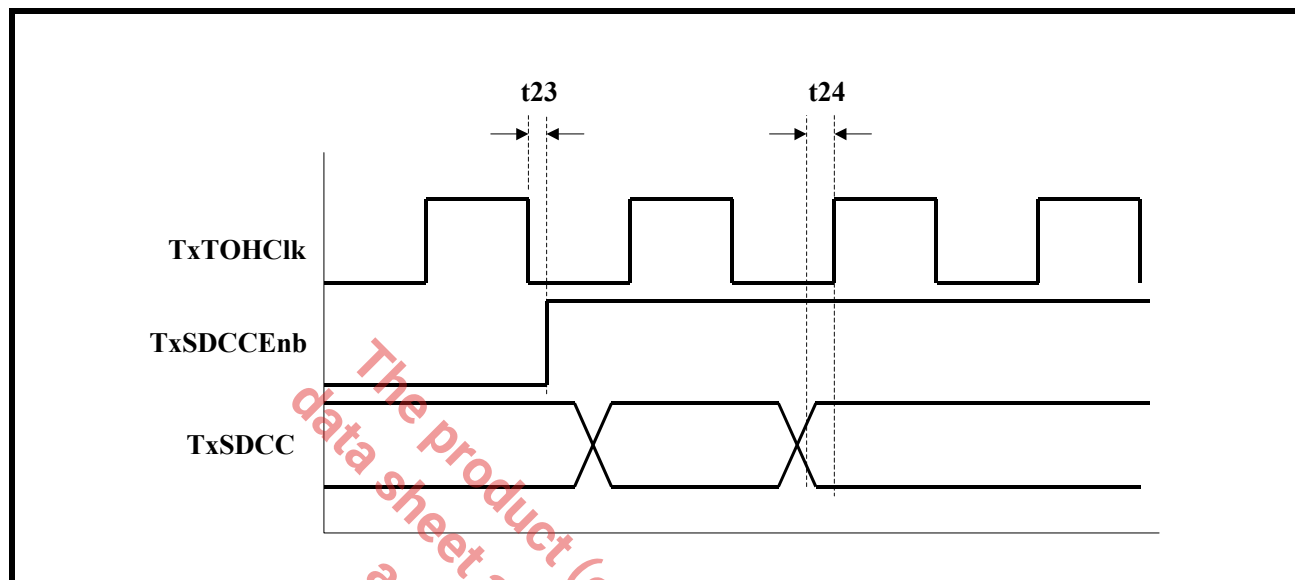 t23
t24
TxTOHClk
TxSDCCEnb
TxSDCC
The product (
data sheet a
a